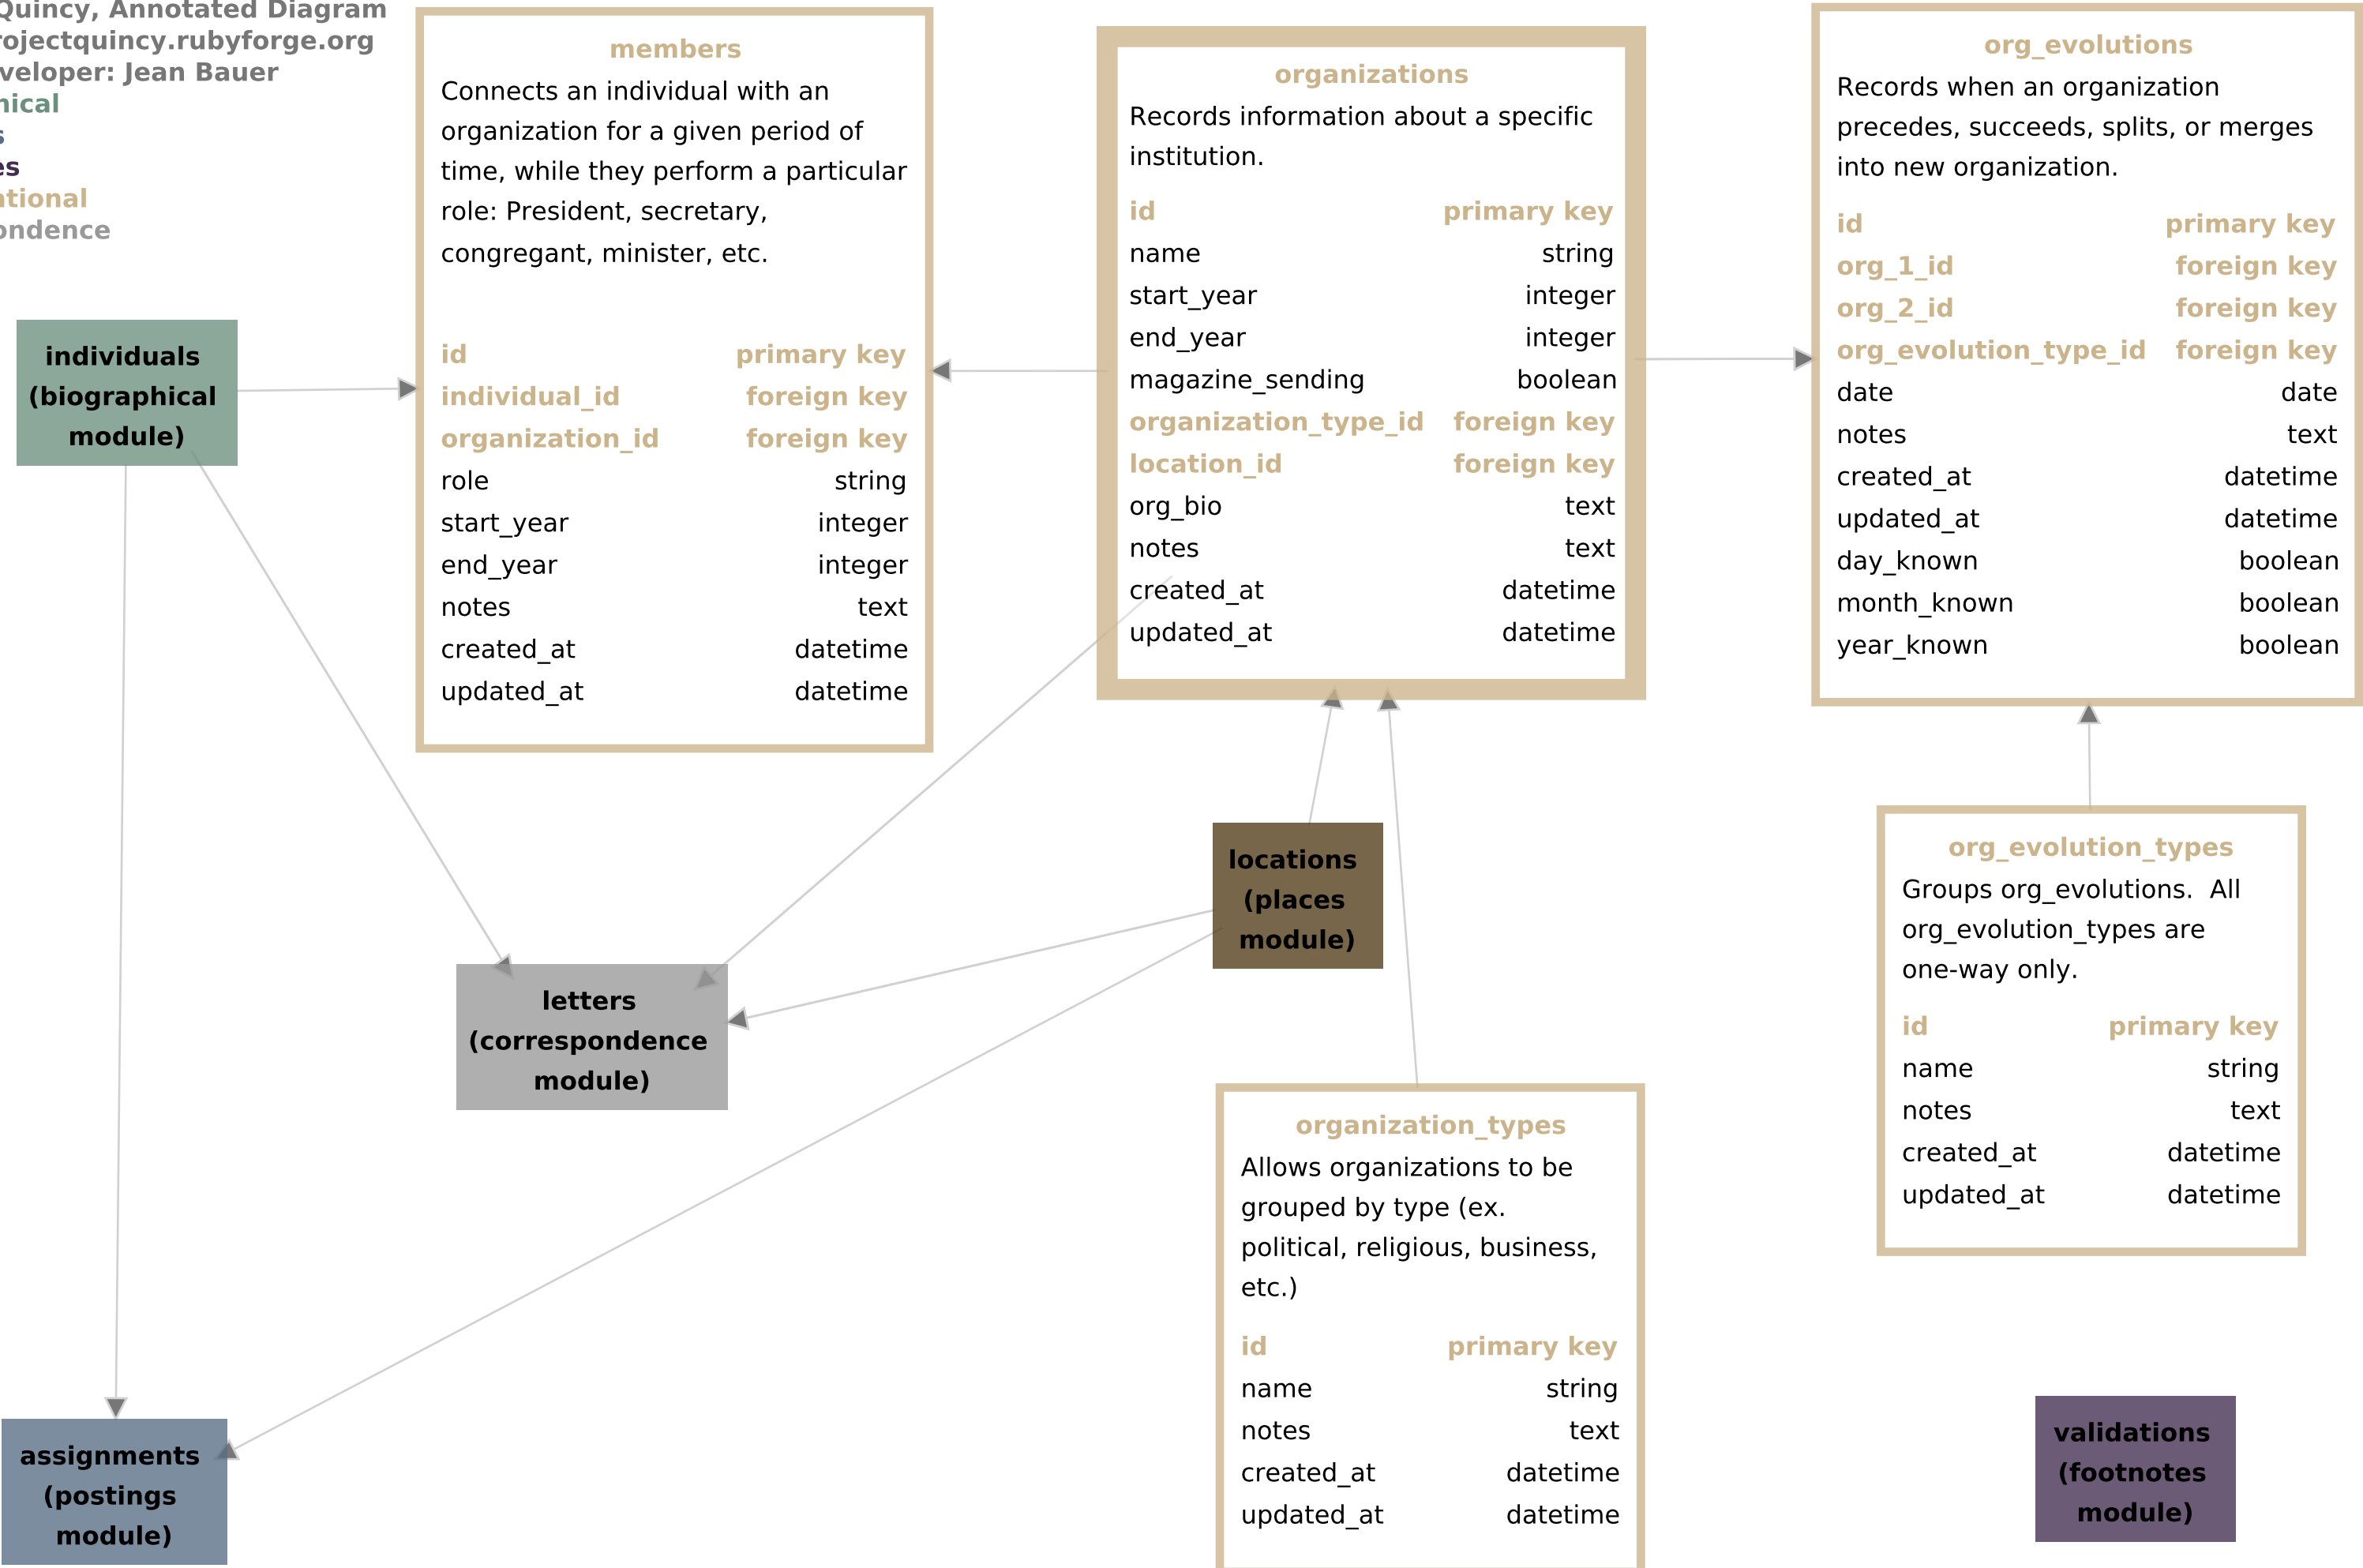 Quincy, Annotated Diagram
rojectquincy.rubyforge.org
veloper: Jean Bauer
members
Connects an individual with an
organization for a given period of
time, while they perform a particular
role: President, secretary,
congregant, minister, etc.
id primary key
individual_id foreign key
organization_id foreign key
role string
start_year integer
end_year integer
notes text
created_at datetime
updated_at datetime
organizations
Records information about a specific
institution.
id primary key
name string
start_year integer
end_year integer
magazine_sending boolean
organization_type_id foreign key
location_id foreign key
org_bio text
notes text
created_at datetime
updated_at datetime
org_evolutions
Records when an organization
precedes, succeeds, splits, or merges
into new organization.
id primary key
org_1_id foreign key
org_2_id foreign key
org_evolution_type_id foreign key
date date
notes text
created_at datetime
updated_at datetime
day_known boolean
month_known boolean
year_known boolean
individuals
(biographical
module)
locations
(places
module)
org_evolution_types
Groups org_evolutions.  All
org_evolution_types are
one-way only.
id primary key
name string
notes text
created_at datetime
updated_at datetime
letters
(correspondence
module)
organization_types
Allows organizations to be
grouped by type (ex.
political, religious, business,
etc.)
id primary key
name string
notes text
created_at datetime
updated_at datetime
assignments
(postings
module)
validations
(footnotes
module)